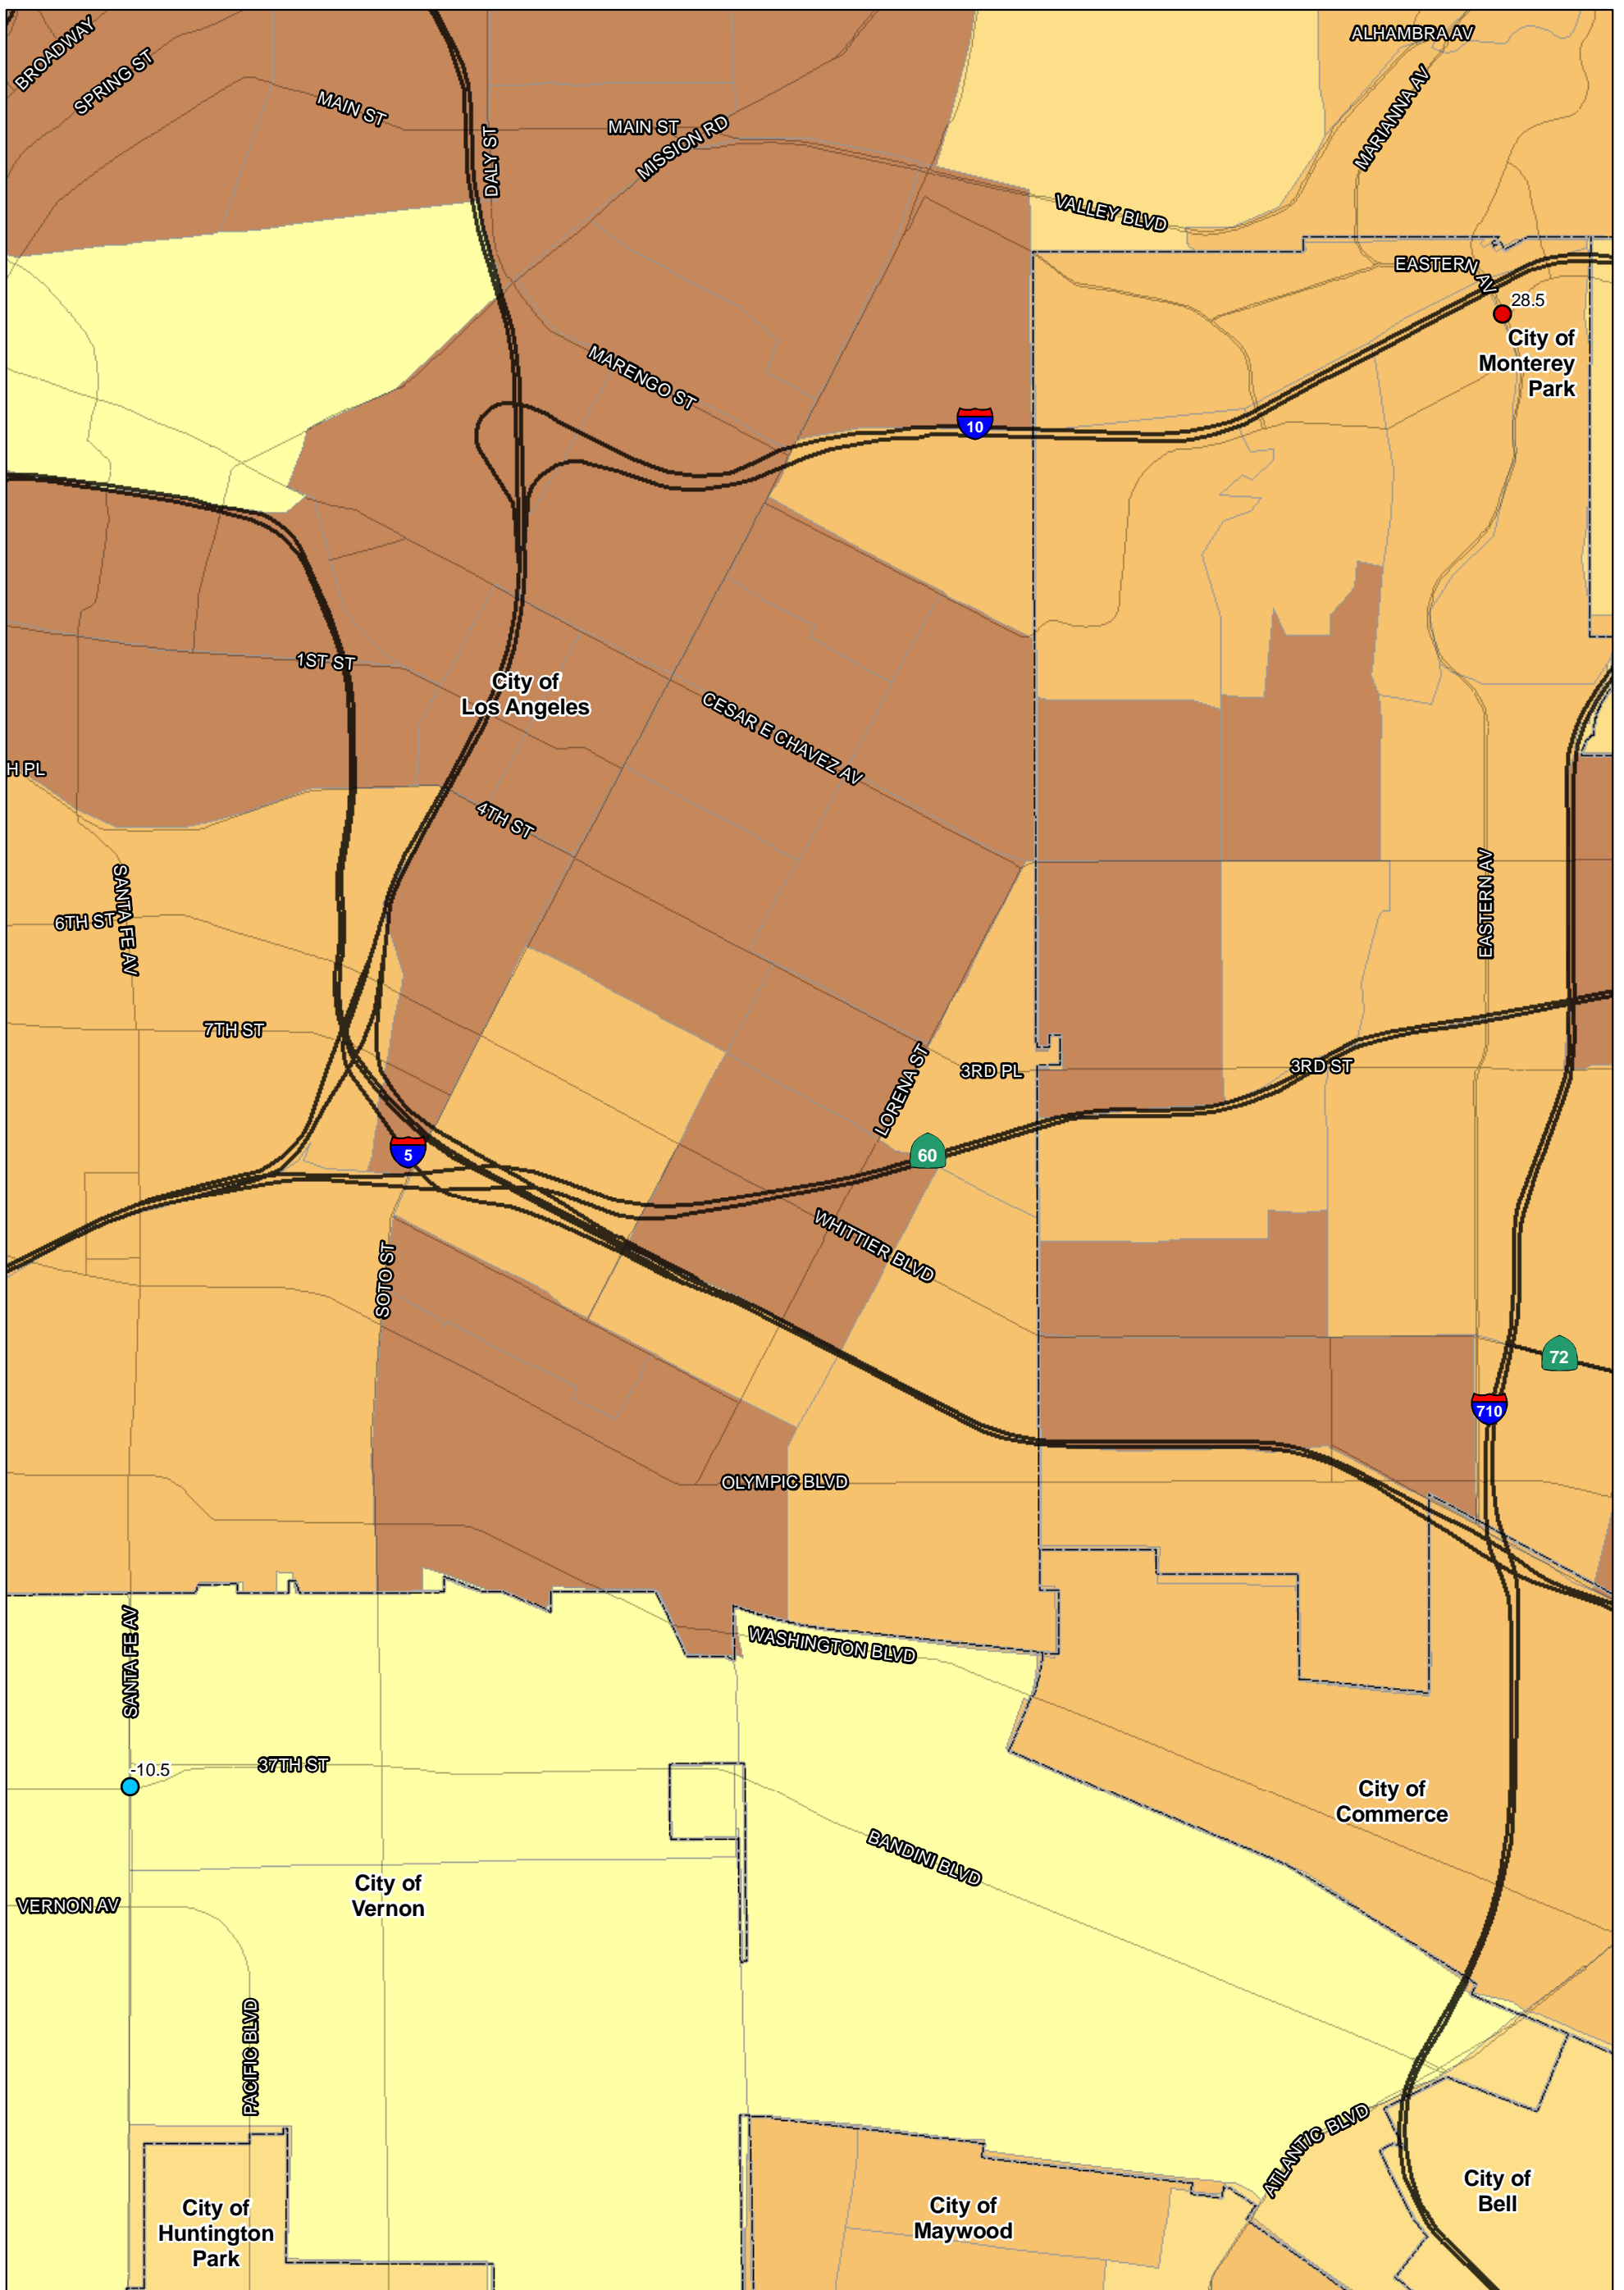 BROADWAY
SPRING ST
MAIN ST
DALY ST
MAIN ST
MISSION RD
ALHAMBRA AV
MARIANNA AV
VALLEY BLVD
EASTERN AV
28.5
City of
Monterey
Park
MARENGO ST
10
1ST ST
City of
Los Angeles
CESAR E CHAVEZ AV
H PL
4TH ST
SANTA FE AV
6TH ST
EASTERN AV
7TH ST
LORENA ST
3RD PL
3RD ST
5
60
WHITTIER BLVD
SOTO ST
72
710
OLYMPIC BLVD
SANTA FE AV
WASHINGTON BLVD
37TH ST
-10.5
City of
Commerce
BANDINI BLVD
City of
Vernon
VERNON AV
PACIFIC BLVD
ATLANTIC BLVD
City of
Bell
City of
Huntington
Park
City of
Maywood